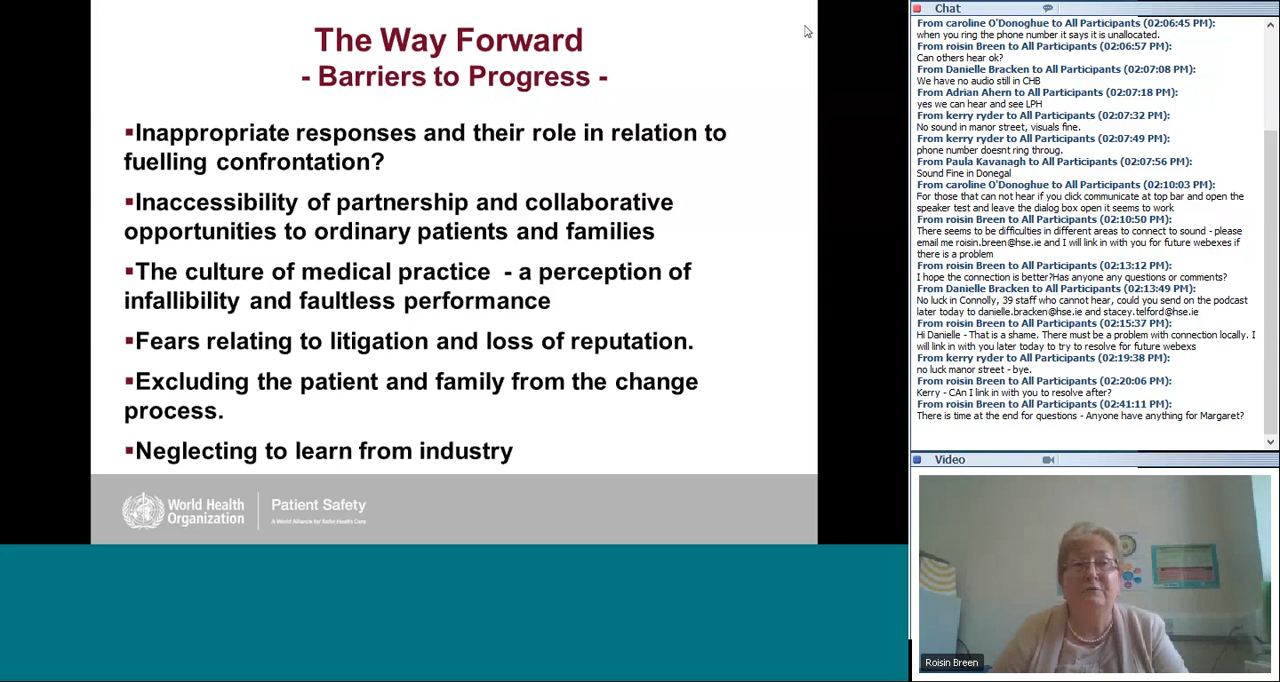 The Way Forward
- Barriers to Progress -
▪Inappropriate responses and their role in relation to
fuelling confrontation?
▪Inaccessibility of partnership and collaborative
opportunities to ordinary patients and families
▪The culture of medical practice - a perception of
infallibility and faultless performance
▪Fears relating to litigation and loss of reputation.
▪Excluding the patient and family from the change
process.
▪Neglecting to learn from industry
World Health
Organization
Patient Safety
A World Alliance for Safer Health Care
Chat
From caroline O'Donoghue to All Participants (02:06:45 PM):
when you ring the phone number it says it is unallocated.
From roisin Breen to All Participants (02:06:57 PM):
Can others hear ok?
From Danielle Bracken to All Participants (02:07:08 PM):
We have no audio still in CHB
From Adrian Ahern to All Participants (02:07:18 PM):
yes we can hear and see LPH
From kerry ryder to All Participants (02:07:32 PM):
No sound in manor street, visuals fine.
From kerry ryder to All Participants (02:07:49 PM):
phone number doesnt ring throug.
From Paula Kavanagh to All Participants (02:07:56 PM):
Sound Fine in Donegal
From caroline O'Donoghue to All Participants (02:10:03 PM):
For those that can not hear if you click communicate at top bar and open the
speaker test and leave the dialog box open it seems to work
From roisin Breen to All Participants (02:10:50 PM):
There seems to be difficulties in different areas to connect to sound - please
email me roisin.breen@hse.ie and I will link in with you for future webexes if
there is a problem
From roisin Breen to All Participants (02:13:12 PM):
I hope the connection is better?Has anyone any questions or comments?
From Danielle Bracken to All Participants (02:13:49 PM):
No luck in Connolly, 39 staff who cannot hear, could you send on the podcast
later today to danielle.bracken@hse.ie and stacey.telford@hse.ie
From roisin Breen to All Participants (02:15:37 PM):
Hi Danielle - That is a shame. There must be a problem with connection locally. I
will link in with you later today to try to resolve for future webexs
From kerry ryder to All Participants (02:19:38 PM):
no luck manor street - bye.
From roisin Breen to All Participants (02:20:06 PM):
Kerry - CAn I link in with you to resolve after?
From roisin Breen to All Participants (02:41:11 PM):
There is time at the end for questions - Anyone have anything for Margaret?
Video
Roisin Breen